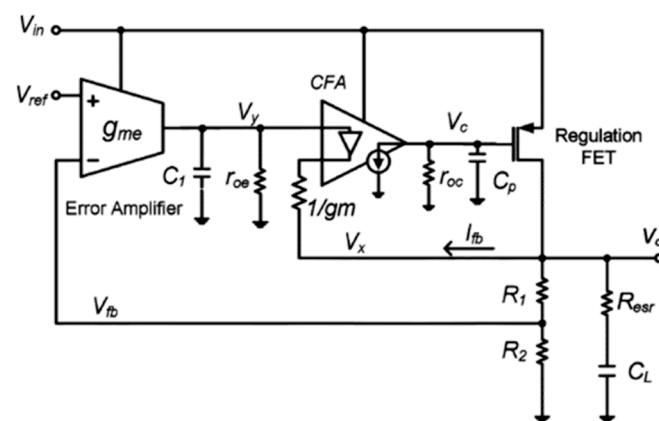 Vin
CFA
Vref
+
gme
Vy
Vc
Regulation
FET
−
C1
roe
roc
Cp
Error Amplifier
1/gm
Vx
Ifb
Vo
R1
Resr
Vfb
R2
CL